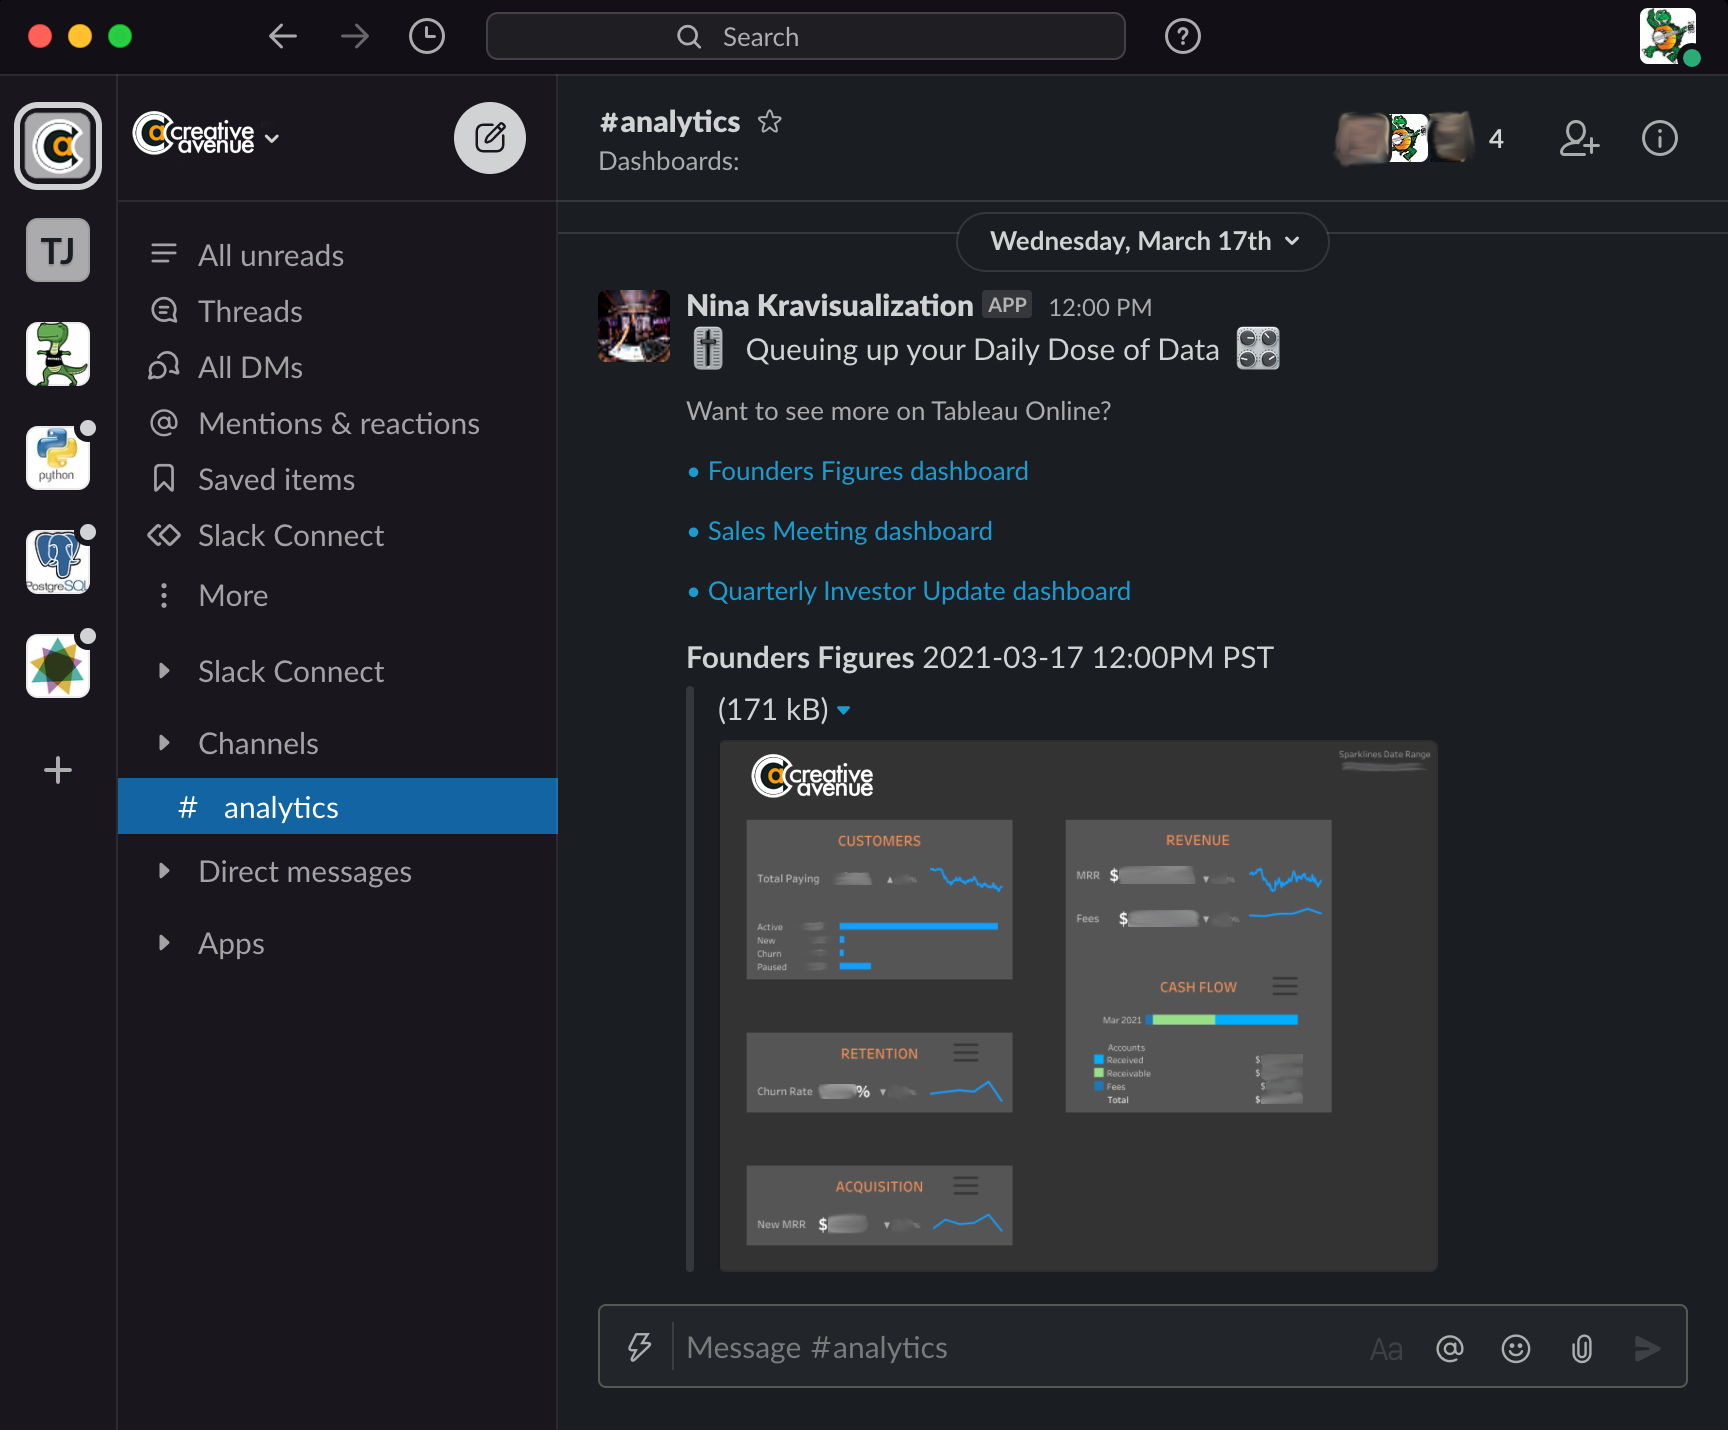 Search
creative avenue
#analytics
Dashboards:
4
TJ
python
PostgreSQL
All unreads
Threads
All DMs
Mentions & reactions
Saved items
Slack Connect
More
Slack Connect
Channels
# analytics
Direct messages
Apps
Wednesday, March 17th
Nina Kravisualization APP 12:00 PM
Queuing up your Daily Dose of Data
Want to see more on Tableau Online?
• Founders Figures dashboard
• Sales Meeting dashboard
• Quarterly Investor Update dashboard
Founders Figures 2021-03-17 12:00PM PST
(171 kB)
creative avenue
Sparklines Date Range
CUSTOMERS
Total Paying
Active
New
Churn
Paused
RETENTION
Churn Rate %
ACQUISITION
New MRR $
REVENUE
MRR $
Fees $
CASH FLOW
Mar 2021
Accounts
Received $
Receivable $
Fees $
Total $
Message #analytics
Aa